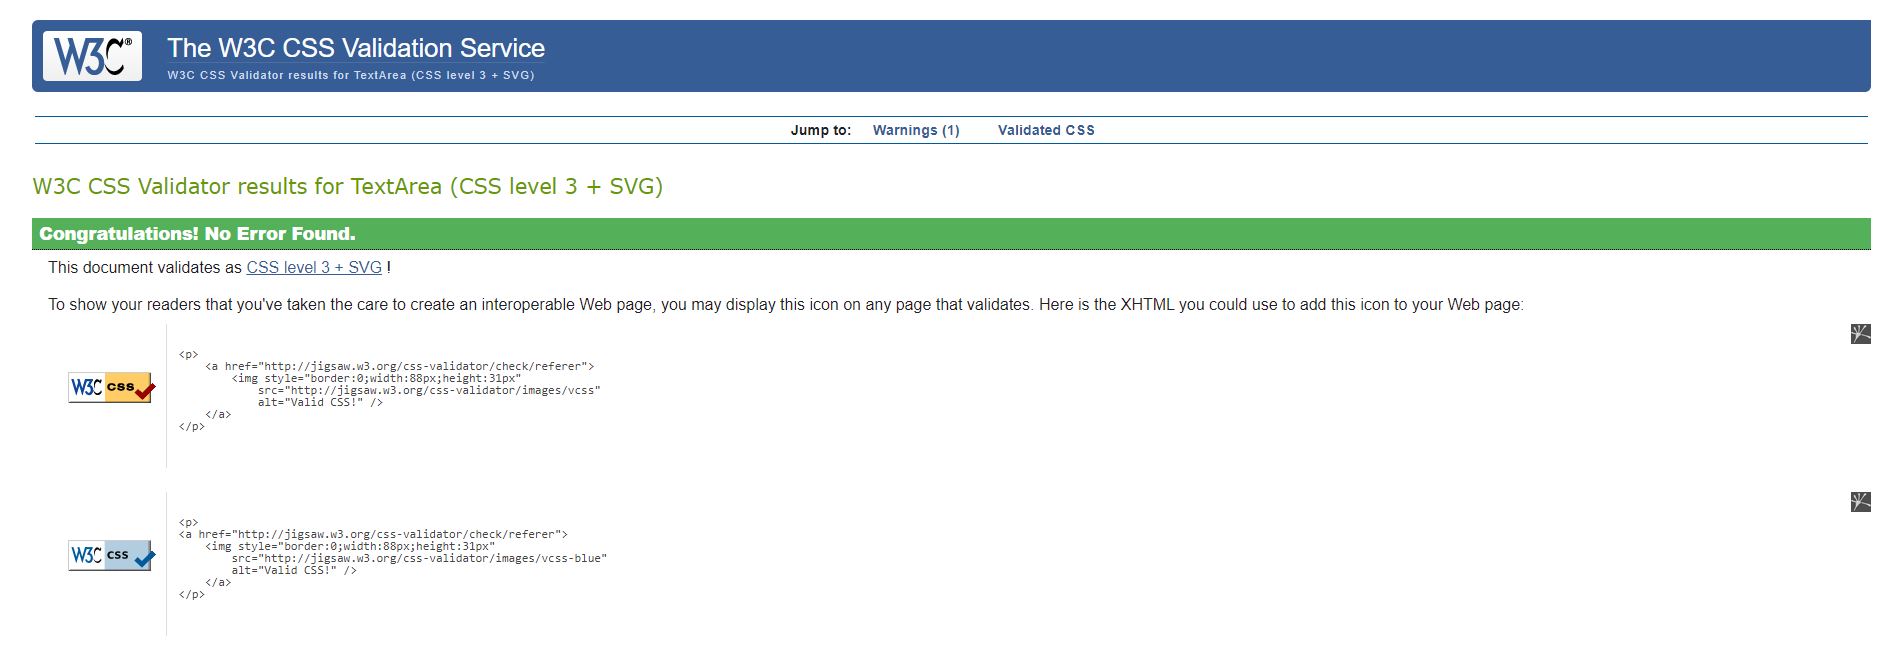 W3C®
The W3C CSS Validation Service
W3C CSS Validator results for TextArea (CSS level 3 + SVG)
Jump to: Warnings (1) Validated CSS
W3C CSS Validator results for TextArea (CSS level 3 + SVG)
Congratulations! No Error Found.
This document validates as CSS level 3 + SVG !
To show your readers that you've taken the care to create an interoperable Web page, you may display this icon on any page that validates. Here is the XHTML you could use to add this icon to your Web page:
<p>
<a href="http://jigsaw.w3.org/css-validator/check/referer">
<img style="border:0;width:88px;height:31px"
W3C css
src="http://jigsaw.w3.org/css-validator/images/vcss"
alt="Valid CSS!" />
</a>
</p>
<p>
<a href="http://jigsaw.w3.org/css-validator/check/referer">
<img style="border:0;width:88px;height:31px"
W3C css
src="http://jigsaw.w3.org/css-validator/images/vcss-blue"
alt="Valid CSS!" />
</a>
</p>